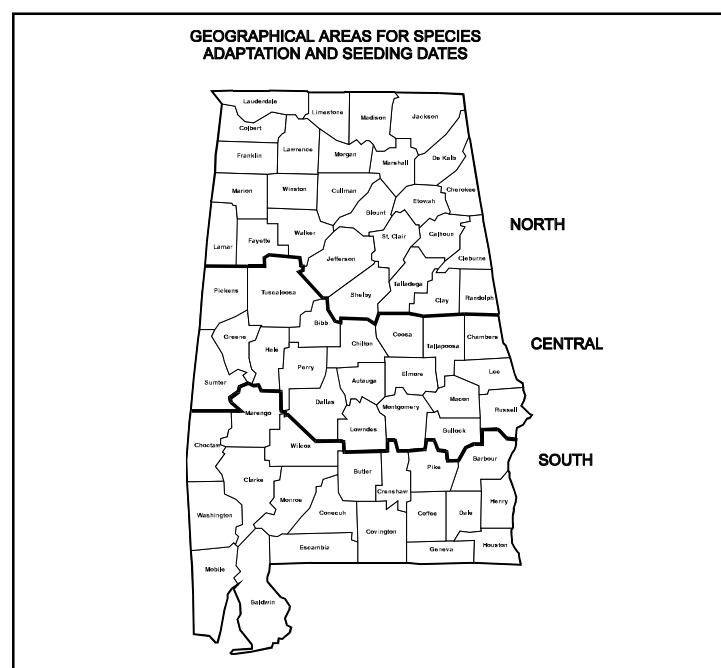 GEOGRAPHICAL AREAS FOR SPECIES
ADAPTATION AND SEEDING DATES
Lauderdale
Limestone
Madison
Jackson
Colbert
Lawrence
Franklin
Morgan
Marshall
De Kalb
Marion
Winston
Cullman
Cherokee
Etowah
Blount
Lamar
Fayette
Walker
St. Clair
Calhoun
NORTH
Jefferson
Cleburne
Talladega
Pickens
Tuscaloosa
Shelby
Clay
Randolph
Bibb
Greene
Hale
Chilton
Coosa
Tallapoosa
Chambers
CENTRAL
Perry
Lee
Sumter
Autauga
Elmore
Dallas
Macon
Marengo
Montgomery
Russell
Lowndes
Bullock
Choctaw
Wilcox
SOUTH
Clarke
Butler
Pike
Barbour
Crenshaw
Monroe
Henry
Washington
Conecuh
Coffee
Dale
Covington
Escambia
Geneva
Houston
Mobile
Baldwin